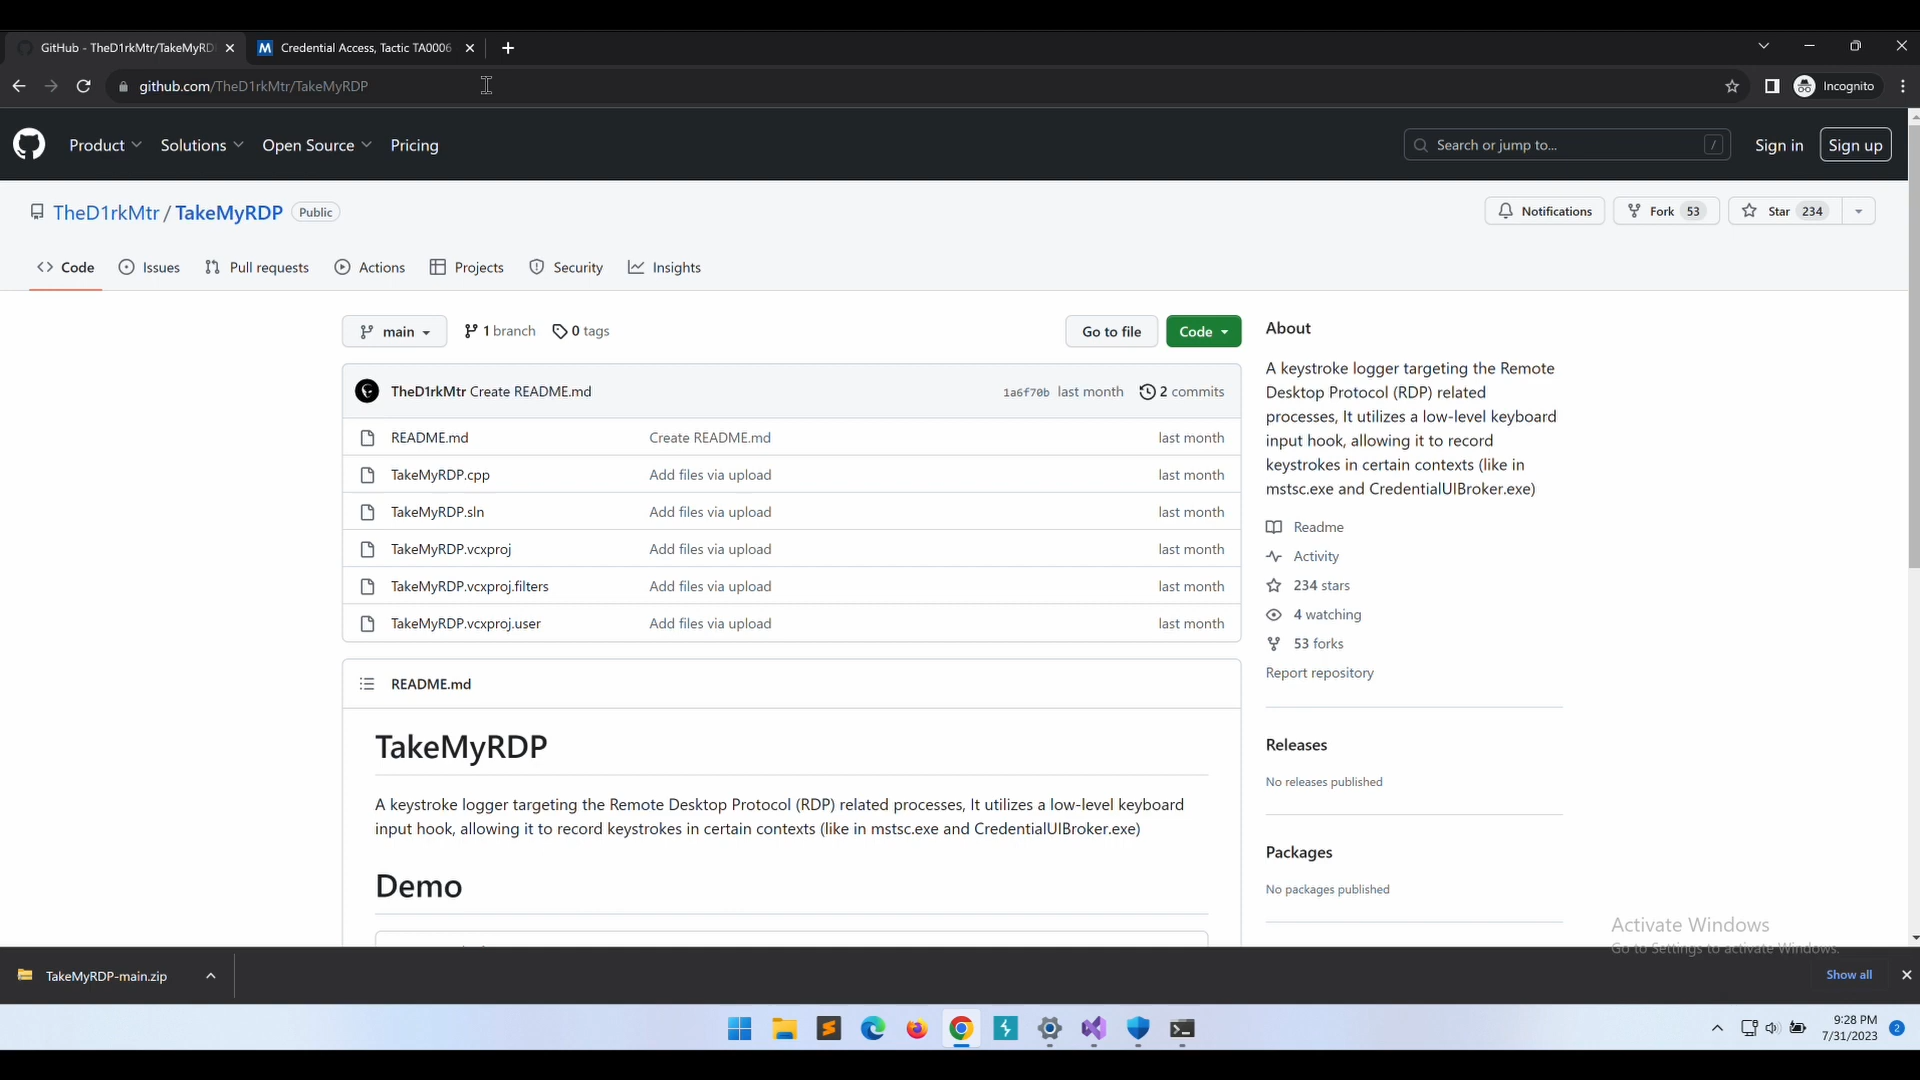 GitHub - TheD1rkMtr/TakeMyRD
Credential Access, Tactic TA0006
github.com/TheD1rkMtr/TakeMyRDP
Incognito
Product Solutions Open Source Pricing
Search or jump to... /
Sign in Sign up
TheD1rkMtr / TakeMyRDP Public
Notifications Fork 53 Star 234
Code Issues Pull requests Actions Projects Security Insights
main 1 branch 0 tags
Go to file Code
TheD1rkMtr Create README.md 1a6f70b last month 2 commits
README.md Create README.md last month
TakeMyRDP.cpp Add files via upload last month
TakeMyRDP.sln Add files via upload last month
TakeMyRDP.vcxproj Add files via upload last month
TakeMyRDP.vcxproj.filters Add files via upload last month
TakeMyRDP.vcxproj.user Add files via upload last month
README.md
TakeMyRDP
A keystroke logger targeting the Remote Desktop Protocol (RDP) related processes, It utilizes a low-level keyboard
input hook, allowing it to record keystrokes in certain contexts (like in mstsc.exe and CredentialUIBroker.exe)
Demo
About
A keystroke logger targeting the Remote
Desktop Protocol (RDP) related
processes, It utilizes a low-level keyboard
input hook, allowing it to record
keystrokes in certain contexts (like in
mstsc.exe and CredentialUIBroker.exe)
Readme
Activity
234 stars
4 watching
53 forks
Report repository
Releases
No releases published
Packages
No packages published
Activate Windows
Go to Settings to activate Windows.
TakeMyRDP-main.zip
Show all
9:28 PM
7/31/2023
2